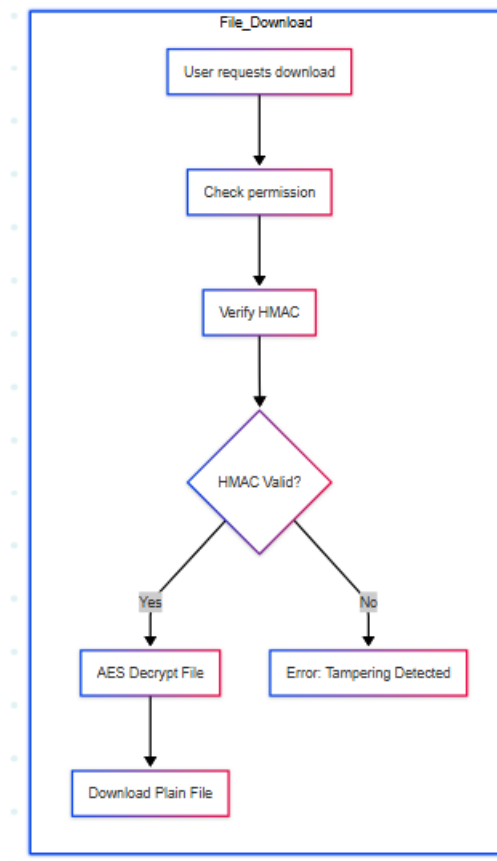 File_Download
User requests download
Check permission
Verify HMAC
HMAC Valid?
Yes
No
AES Decrypt File
Error: Tampering Detected
Download Plain File